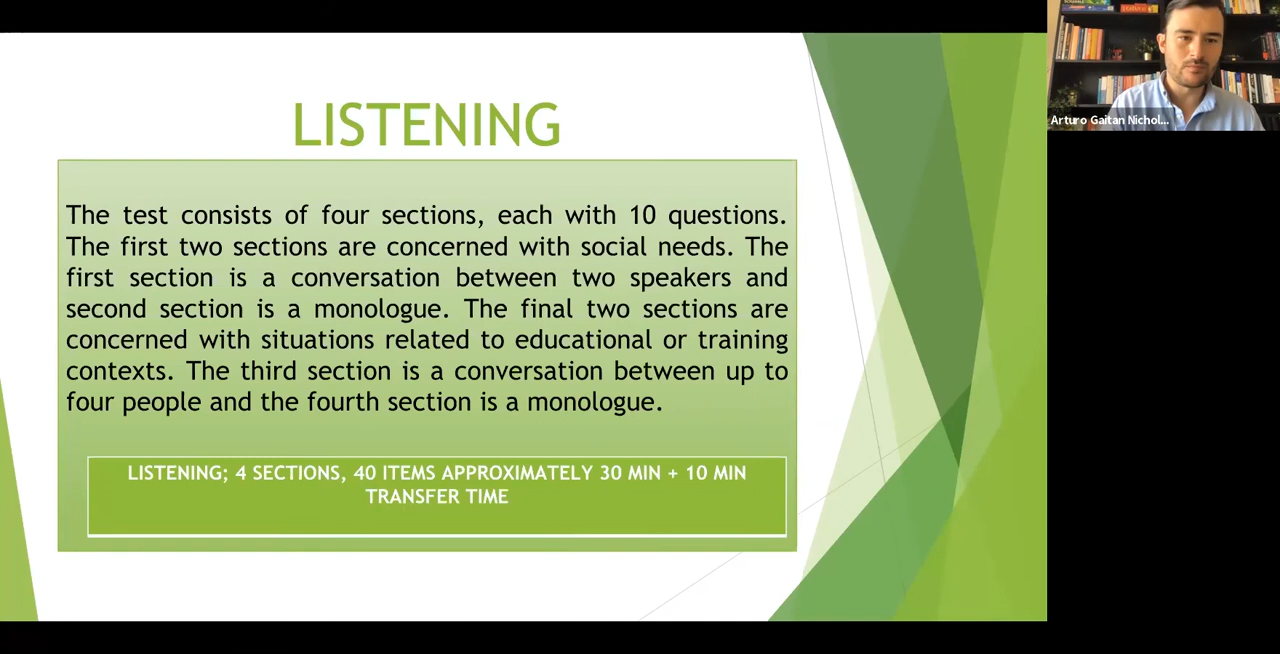 LISTENING
The test consists of four sections, each with 10 questions.
The first two sections are concerned with social needs. The
first section is a conversation between two speakers and
second section is a monologue. The final two sections are
concerned with situations related to educational or training
contexts. The third section is a conversation between up to
four people and the fourth section is a monologue.
LISTENING; 4 SECTIONS, 40 ITEMS APPROXIMATELY 30 MIN + 10 MIN
TRANSFER TIME
Arturo Gaitan Nichol...